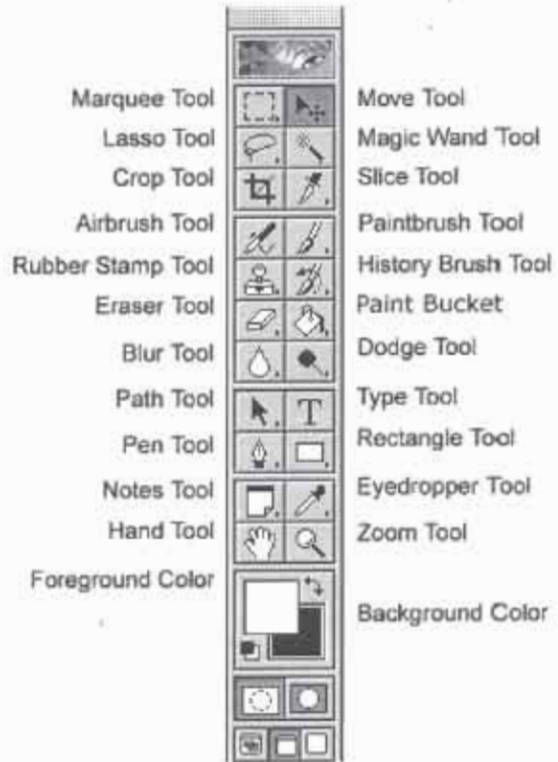 Marquee Tool Move Tool
Lasso Tool Magic Wand Tool
Crop Tool Slice Tool
Airbrush Tool Paintbrush Tool
Rubber Stamp Tool History Brush Tool
Eraser Tool Paint Bucket
Blur Tool Dodge Tool
Path Tool T Type Tool
Pen Tool Rectangle Tool
Notes Tool Eyedropper Tool
Hand Tool Zoom Tool
Foreground Color
Background Color